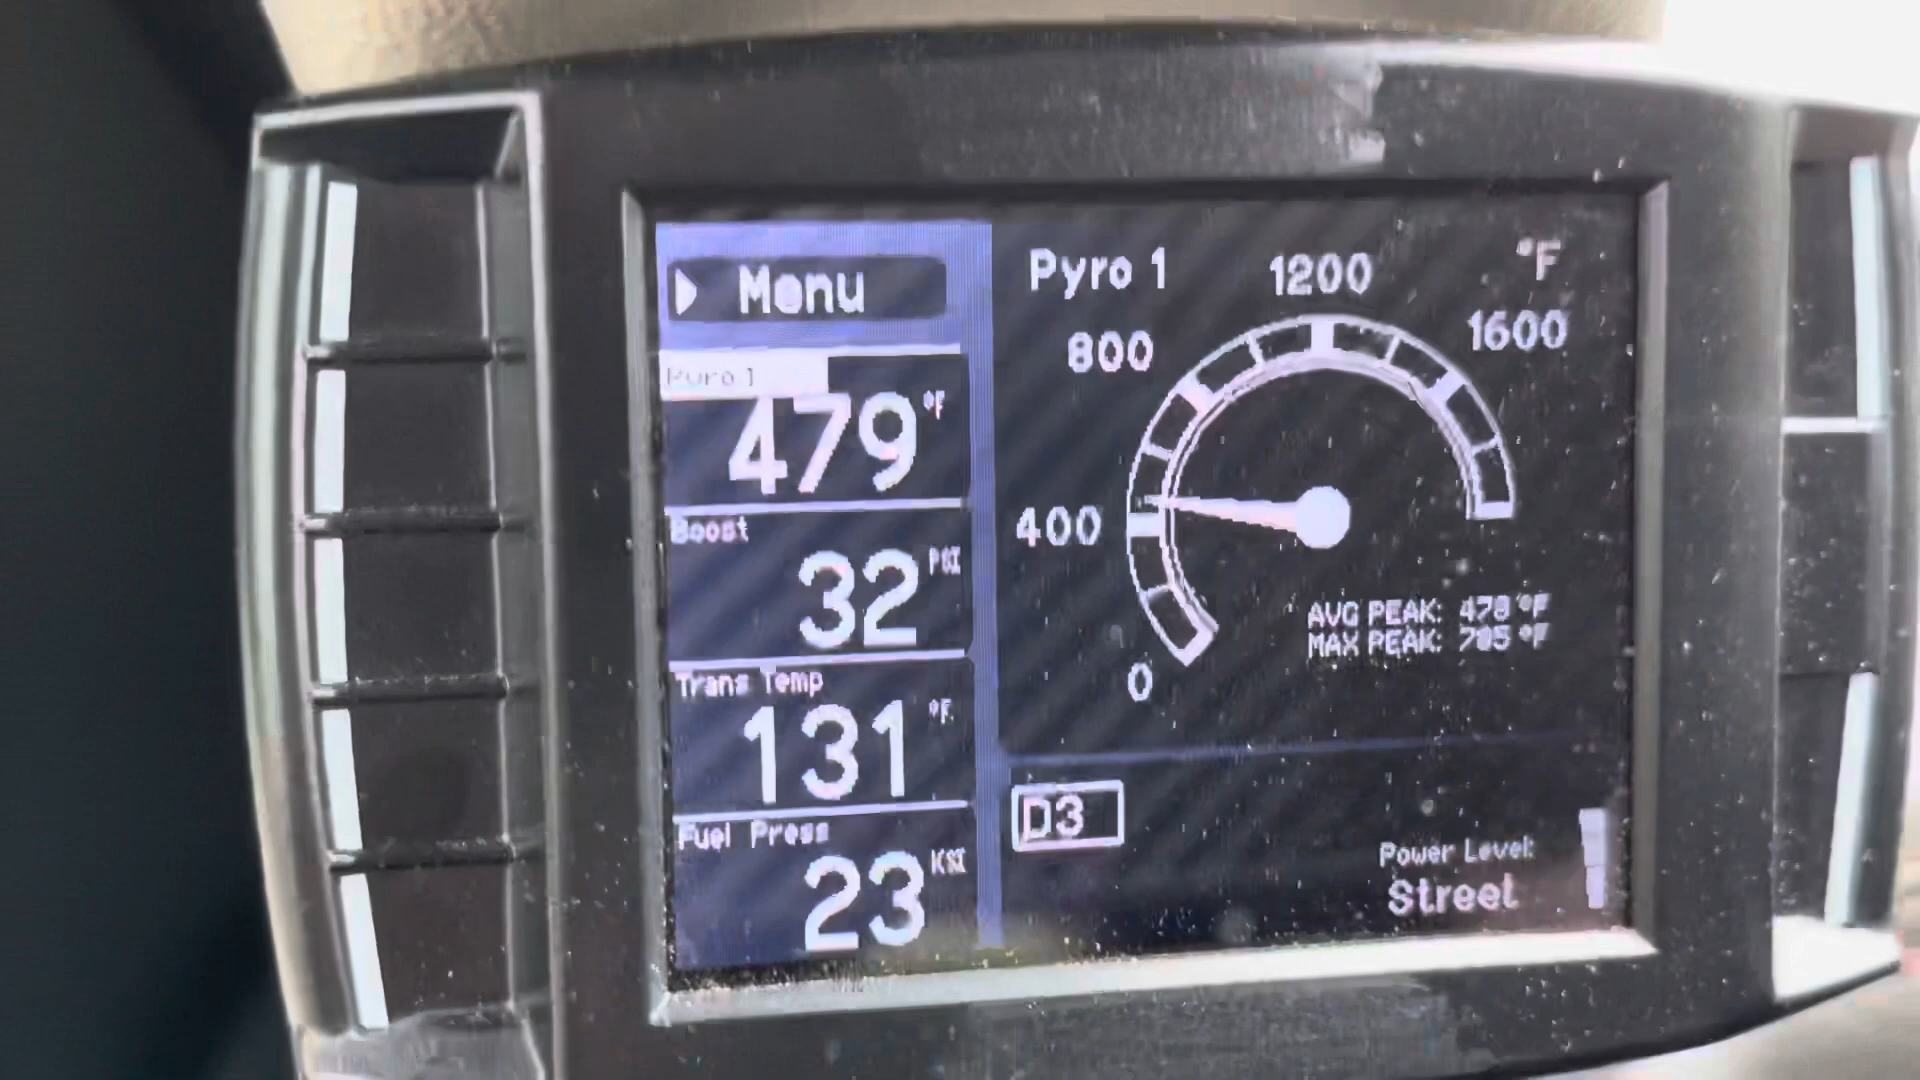 Menu
Pyro 1
479 °F
Boost
32 PSI
Trans Temp
131 °F
Fuel Press
23 KSI
Pyro 1
°F
0
400
800
1200
1600
AVG PEAK: 478 °F
MAX PEAK: 705 °F
D3
Power Level:
Street